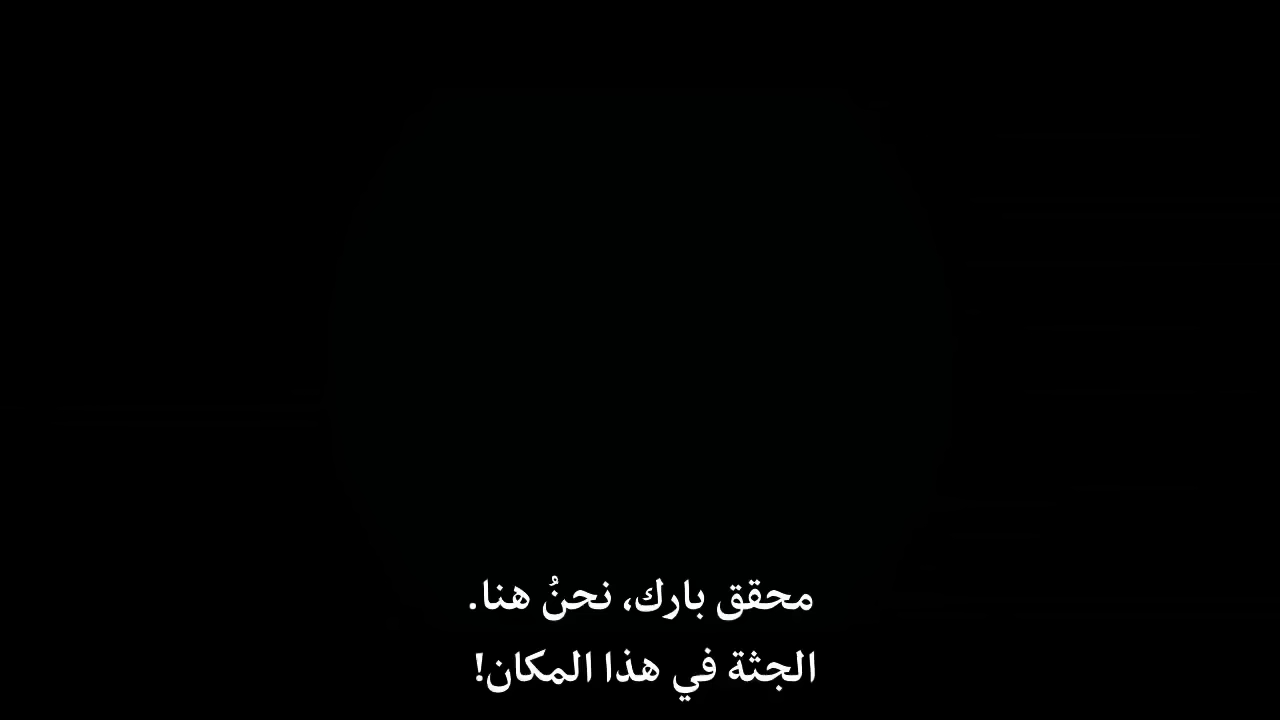 محقق بارك، نحنُ هنا.
الجثة في هذا المكان!